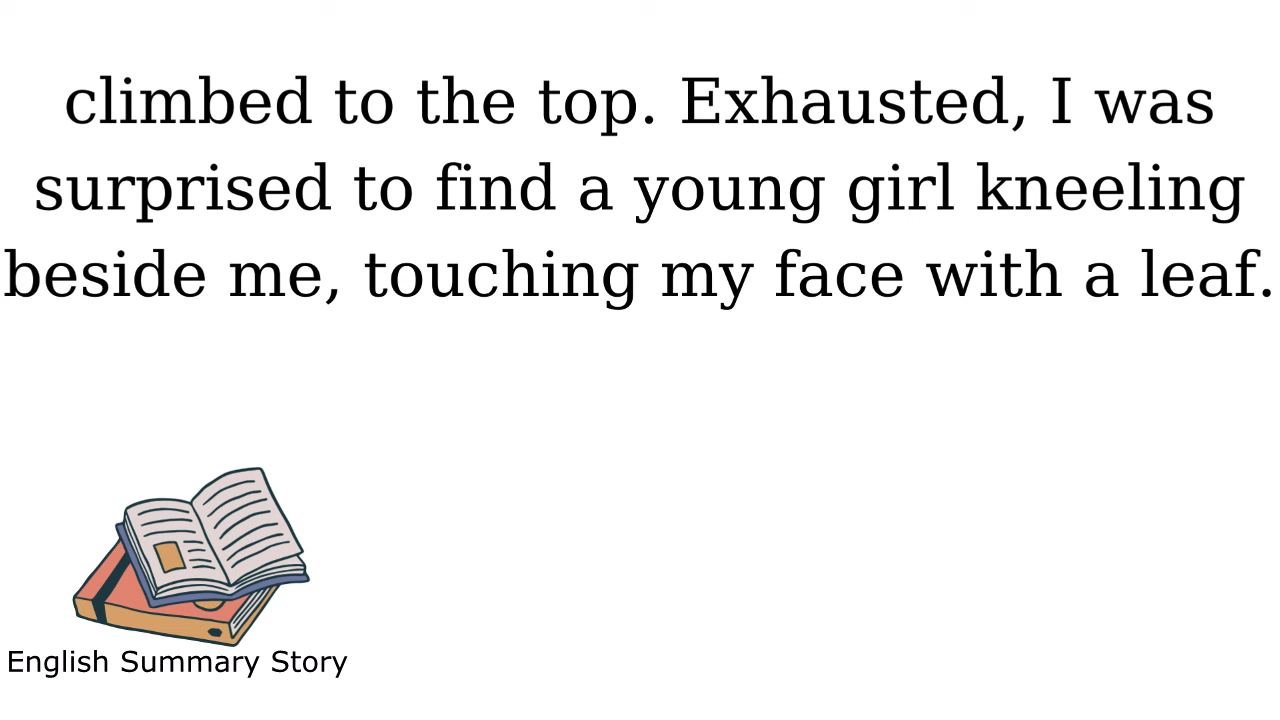 climbed to the top. Exhausted, I was
surprised to find a young girl kneeling
beside me, touching my face with a leaf.
English Summary Story